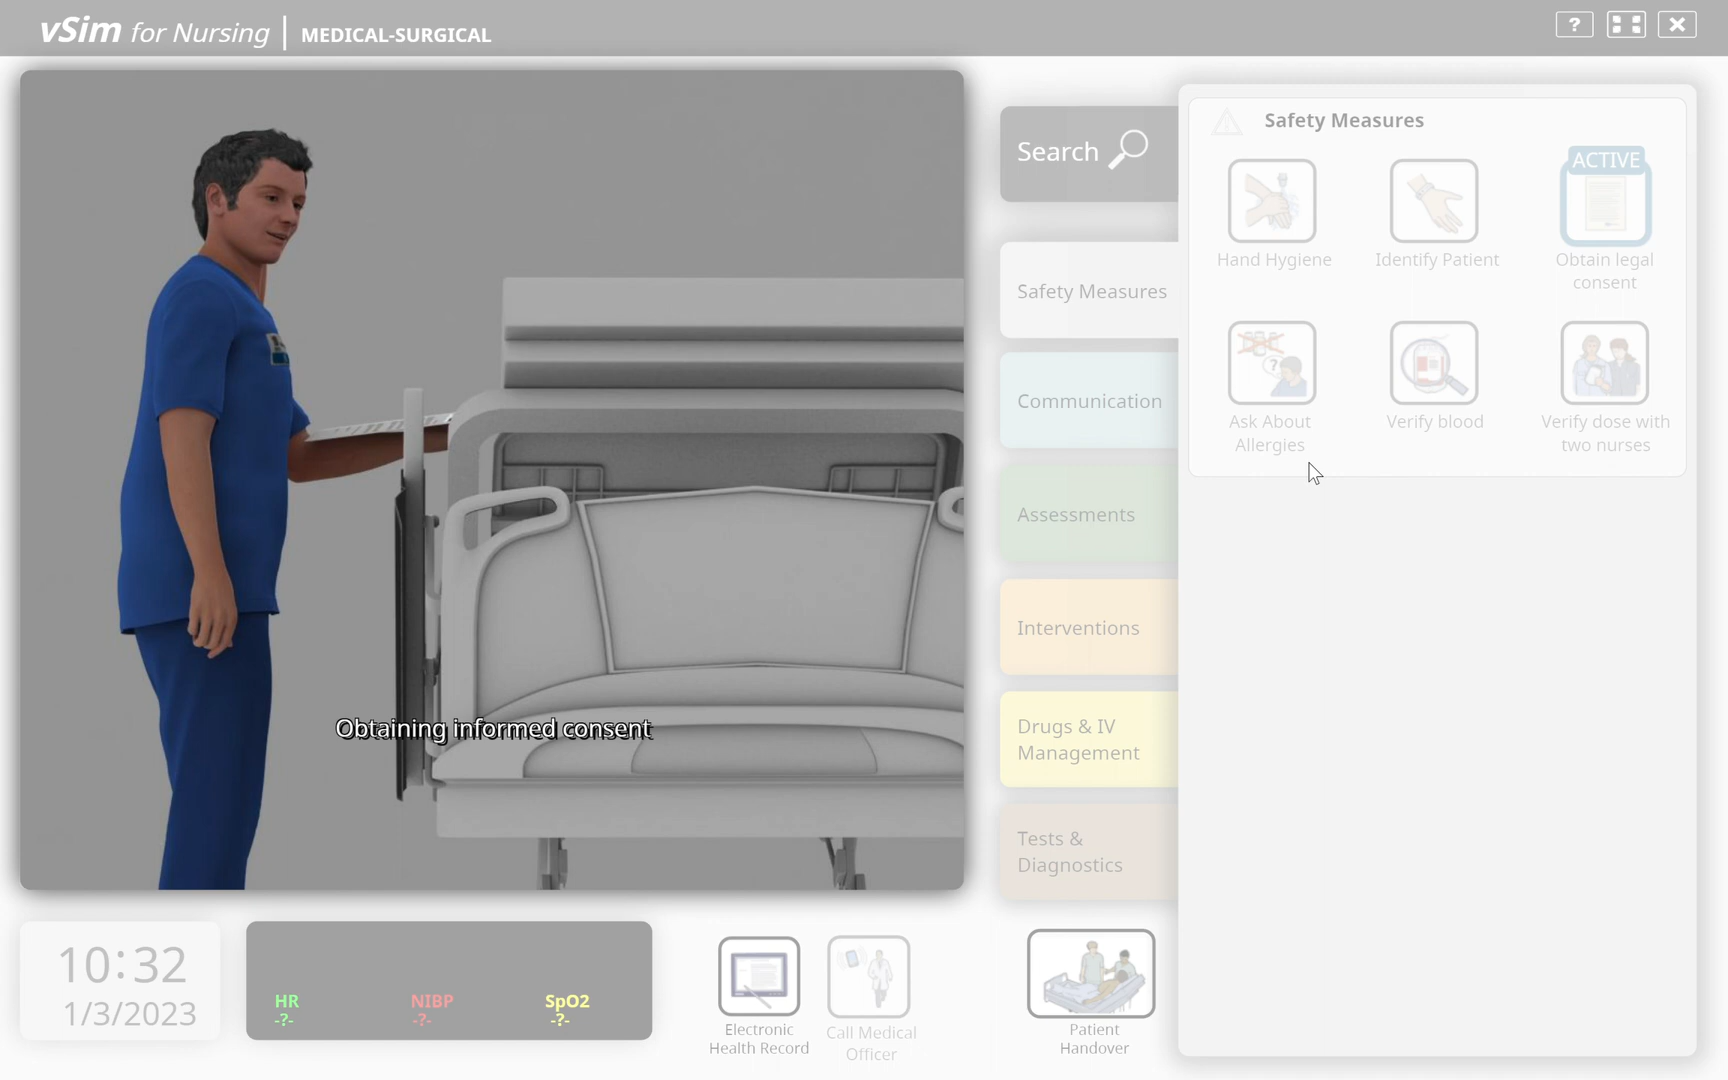 vSim for Nursing | MEDICAL-SURGICAL
?
Search
Safety Measures
Communication
Assessments
Interventions
Drugs & IV
Management
Tests &
Diagnostics
Safety Measures
ACTIVE
Hand Hygiene
Identify Patient
Obtain legal
consent
Ask About
Allergies
Verify blood
Verify dose with
two nurses
Obtaining informed consent
10:32
1/3/2023
HR
-?-
NIBP
-?-
SpO2
-?-
Electronic
Health Record
Call Medical
Officer
Patient
Handover